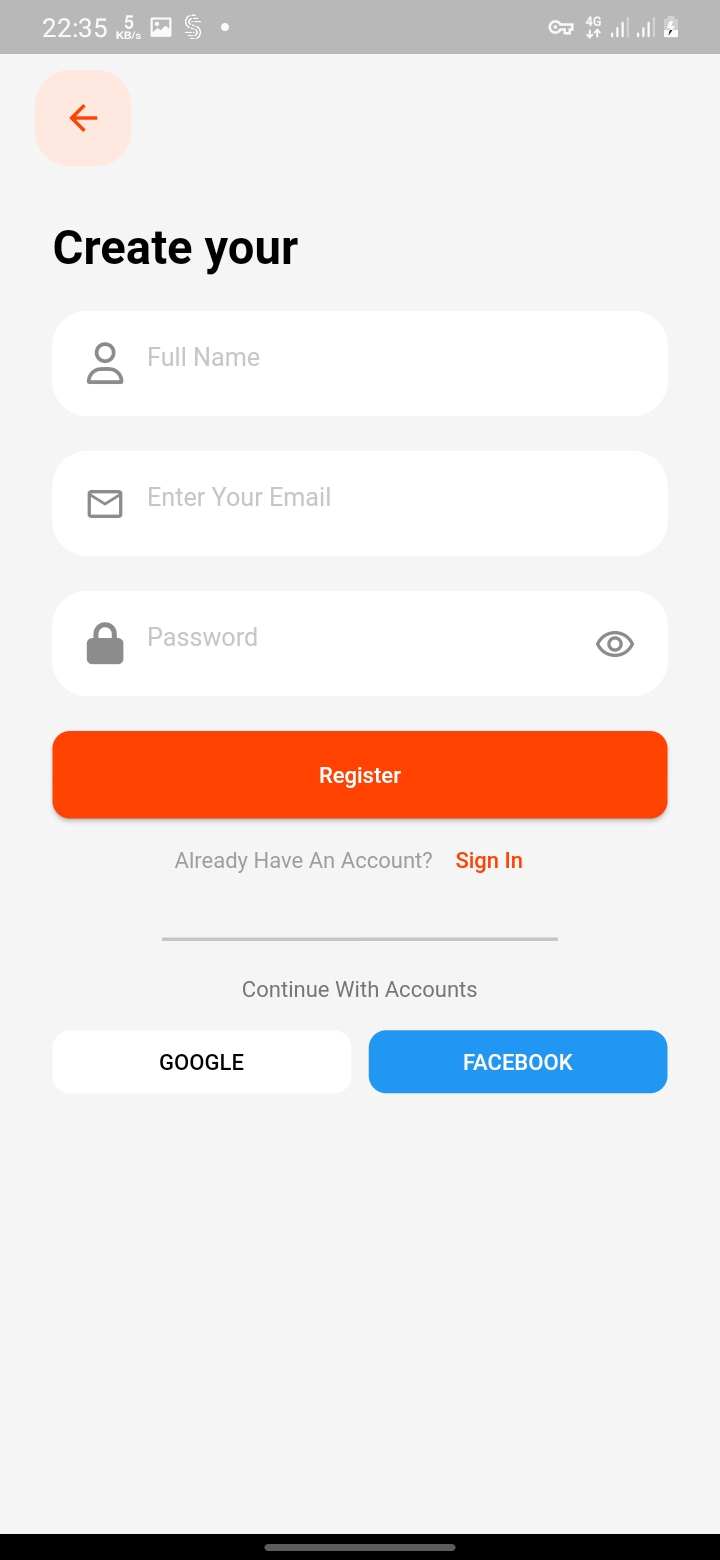 22:35 5 KB/s 4G
Create your
Full Name
Enter Your Email
Password
Register
Already Have An Account? Sign In
Continue With Accounts
GOOGLE FACEBOOK